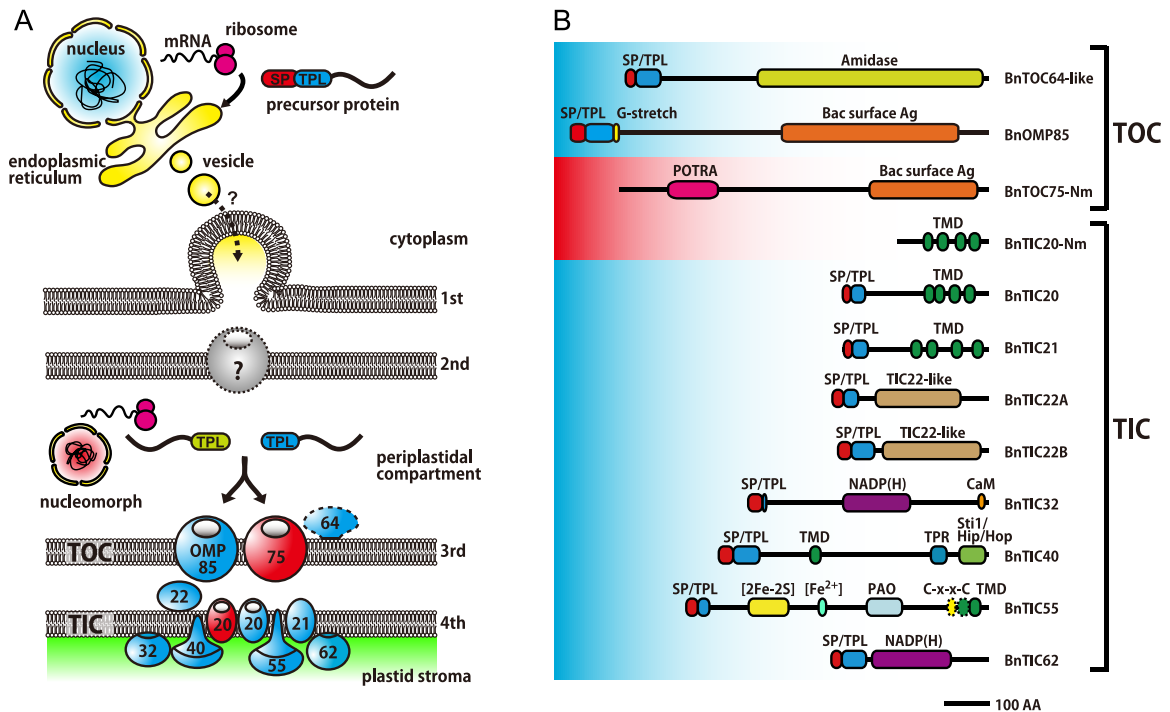 A
nucleus
mRNA
ribosome
SP
TPL
precursor protein
endoplasmic
reticulum
vesicle
?
cytoplasm
1st
2nd
?
TPL
TPL
periplastidal
compartment
nucleomorph
64
TOC
OMP
85
75
3rd
22
TIC
20
20
21
4th
32
40
55
62
plastid stroma
B
SP/TPL
Amidase
BnTOC64-like
SP/TPL
G-stretch
Bac surface Ag
BnOMP85
TOC
POTRA
Bac surface Ag
BnTOC75-Nm
TMD
BnTIC20-Nm
SP/TPL
TMD
BnTIC20
SP/TPL
TMD
BnTIC21
SP/TPL
TIC22-like
BnTIC22A
TIC
SP/TPL
TIC22-like
BnTIC22B
SP/TPL
NADP(H)
CaM
BnTIC32
SP/TPL
TMD
TPR
Sti1/
Hip/Hop
BnTIC40
SP/TPL
[2Fe-2S]
[Fe²⁺]
PAO
C-x-x-C
TMD
BnTIC55
SP/TPL
NADP(H)
BnTIC62
100 AA